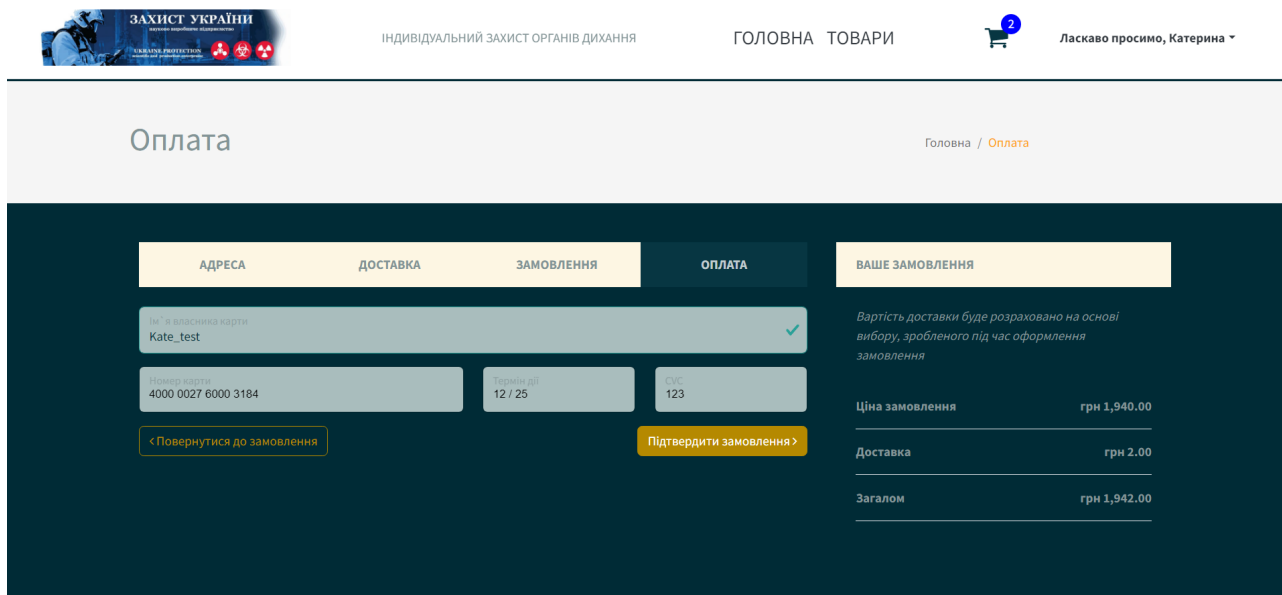 ЗАХИСТ УКРАЇНИ
науково виробниче підприємство
UKRAINE PROTECTION
ІНДИВІДУАЛЬНИЙ ЗАХИСТ ОРГАНІВ ДИХАННЯ
ГОЛОВНА ТОВАРИ
2
Ласкаво просимо, Катерина
Оплата
Головна / Оплата
АДРЕСА ДОСТАВКА ЗАМОВЛЕННЯ ОПЛАТА
Ім`я власника карти
Kate_test
Номер карти Термін дії CVC
4000 0027 6000 3184 12 / 25 123
<Повернутися до замовлення Підтвердити замовлення>
ВАШЕ ЗАМОВЛЕННЯ
Вартість доставки буде розраховано на основі
вибору, зробленого під час оформлення
замовлення
Ціна замовлення грн 1,940.00
Доставка грн 2.00
Загалом грн 1,942.00